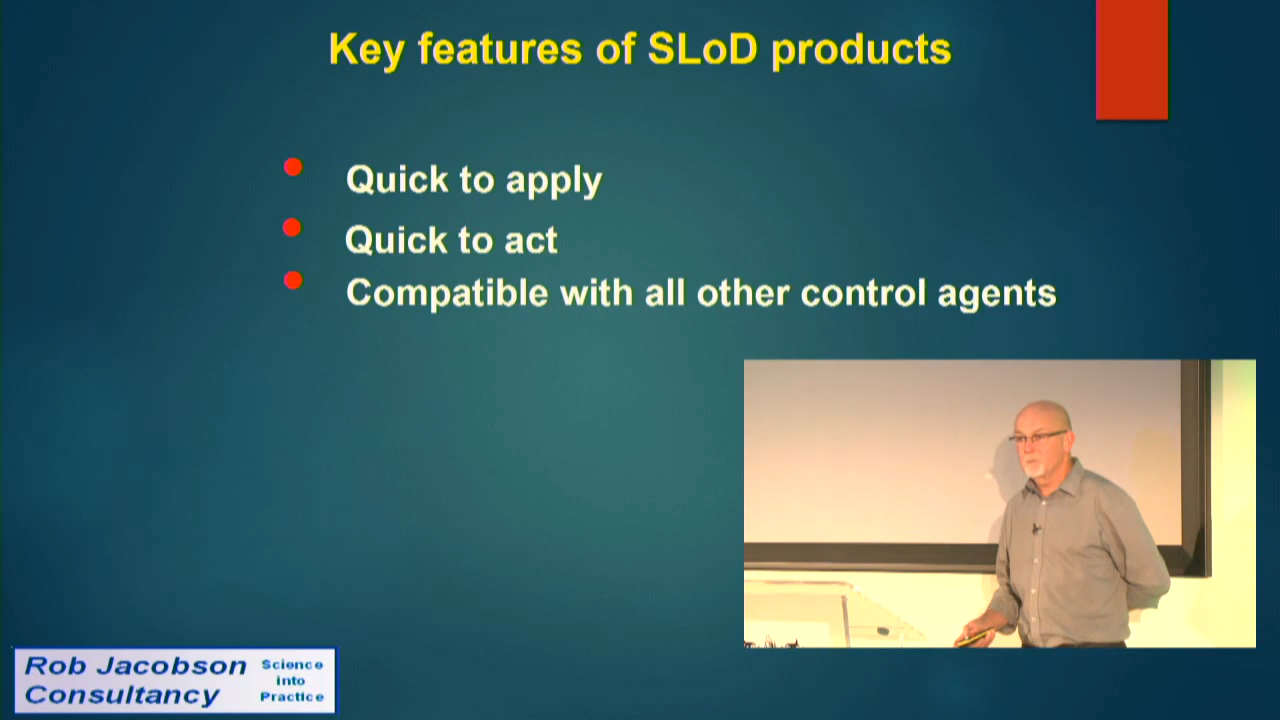 Key features of SLoD products
Quick to apply
Quick to act
Compatible with all other control agents
Rob Jacobson
Consultancy
Science
into
Practice